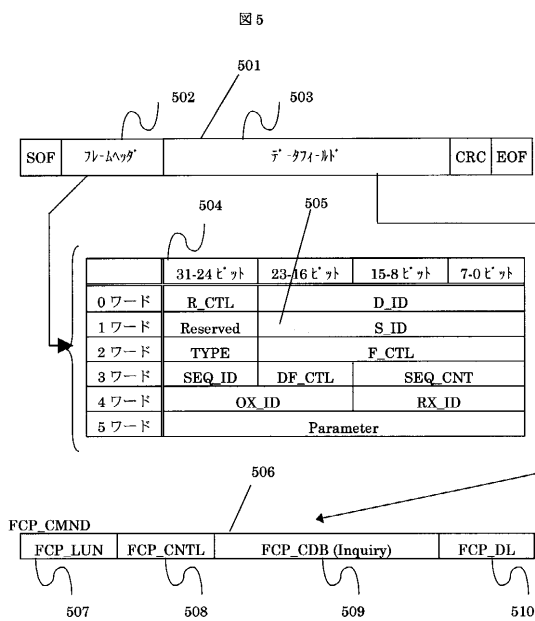 図5
501
502
503
SOF フレームヘッダ データフィールド CRC EOF
504
505
31-24ビット 23-16ビット 15-8ビット 7-0ビット
0ワード R_CTL D_ID
1ワード Reserved S_ID
2ワード TYPE F_CTL
3ワード SEQ_ID DF_CTL SEQ_CNT
4ワード OX_ID RX_ID
5ワード Parameter
506
FCP_CMND
FCP_LUN FCP_CNTL FCP_CDB (Inquiry) FCP_DL
507 508 509 510